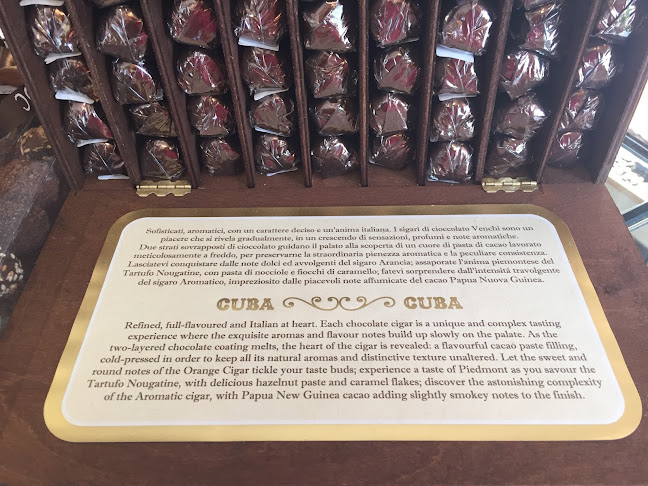 Sofisticati, aromatici, con un carattere deciso e un'anima italiana. I sigari di cioccolato Venchi sono un
piacere che si rivela gradualmente, in un crescendo di sensazioni, profumi e note aromatiche.
Due strati sovrapposti di cioccolato guidano il palato alla scoperta di un cuore di pasta di cacao lavorato
meticolosamente a freddo, per preservarne la straordinaria pienezza aromatica e la peculiare consistenza.
Lasciatevi conquistare dalle note dolci ed avvolgenti del sigaro Arancia; assaporate l'anima piemontese del
Tartufo Nougatine, con pasta di nocciole e fiocchi di caramello; fatevi sorprendere dall'intensità travolgente
del sigaro Aromatico, impreziosito dalle piacevoli note affumicate del cacao Papua Nuova Guinea.
CUBA CUBA
Refined, full-flavoured and Italian at heart. Each chocolate cigar is a unique and complex tasting
experience where the exquisite aromas and flavour notes build up slowly on the palate. As the
two-layered chocolate coating melts, the heart of the cigar is revealed: a flavourful cacao paste filling,
cold-pressed in order to keep all its natural aromas and distinctive texture unaltered. Let the sweet and
round notes of the Orange Cigar tickle your taste buds; experience a taste of Piedmont as you savour the
Tartufo Nougatine, with delicious hazelnut paste and caramel flakes; discover the astonishing complexity
of the Aromatic cigar, with Papua New Guinea cacao adding slightly smokey notes to the finish.